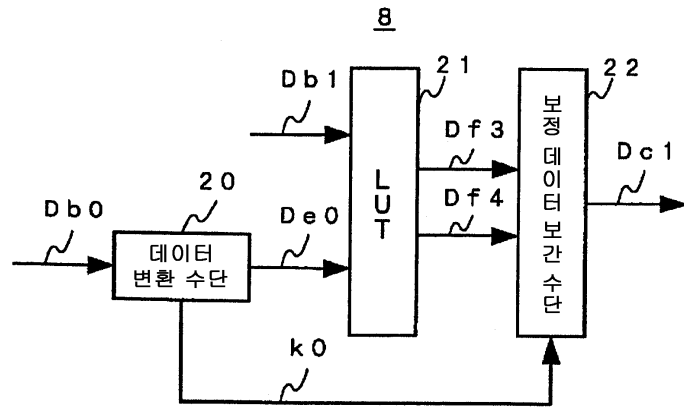 8
Db1
21
22
Df3
Dc1
LUT
Df4
보정 데이터 보간 수단
20
Db0
De0
데이터
변환 수단
k0